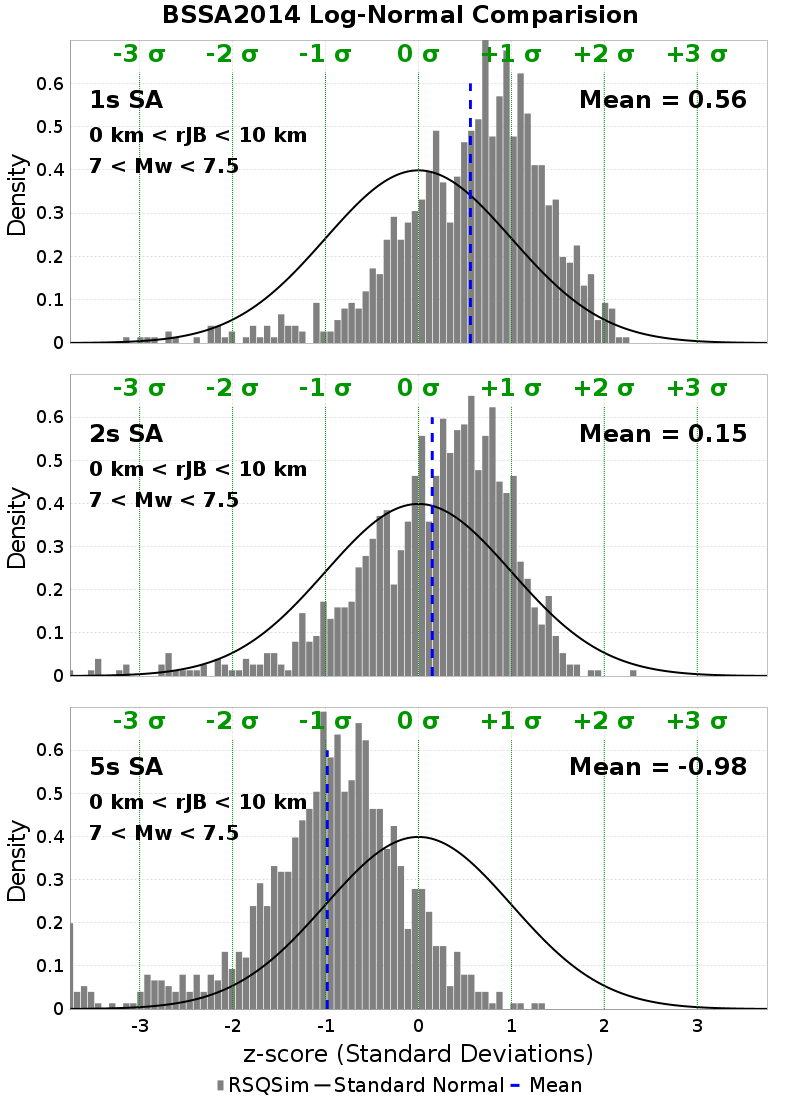 BSSA2014 Log-Normal Comparision
-3 σ -2 σ -1 σ 0 σ +1 σ +2 σ +3 σ
1s SA Mean = 0.56
0 km < rJB < 10 km
7 < Mw < 7.5
0.6
0.5
0.4
0.3
0.2
0.1
0
Density
-3 σ -2 σ -1 σ 0 σ +1 σ +2 σ +3 σ
2s SA Mean = 0.15
0 km < rJB < 10 km
7 < Mw < 7.5
0.6
0.5
0.4
0.3
0.2
0.1
0
Density
-3 σ -2 σ -1 σ 0 σ +1 σ +2 σ +3 σ
5s SA Mean = -0.98
0 km < rJB < 10 km
7 < Mw < 7.5
0.6
0.5
0.4
0.3
0.2
0.1
0
Density
-3 -2 -1 0 1 2 3
z-score (Standard Deviations)
RSQSim Standard Normal Mean